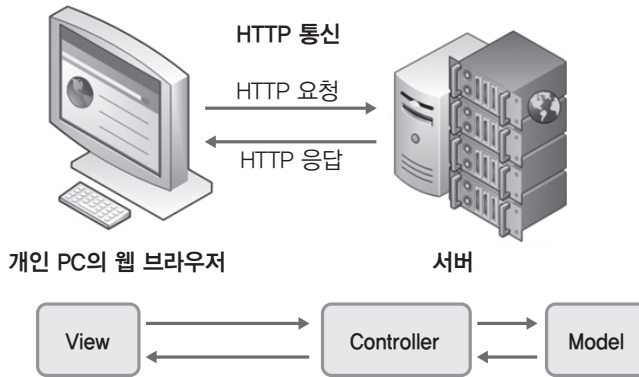 HTTP 통신
HTTP 요청
HTTP 응답
개인 PC의 웹 브라우저
서버
View
Controller
Model